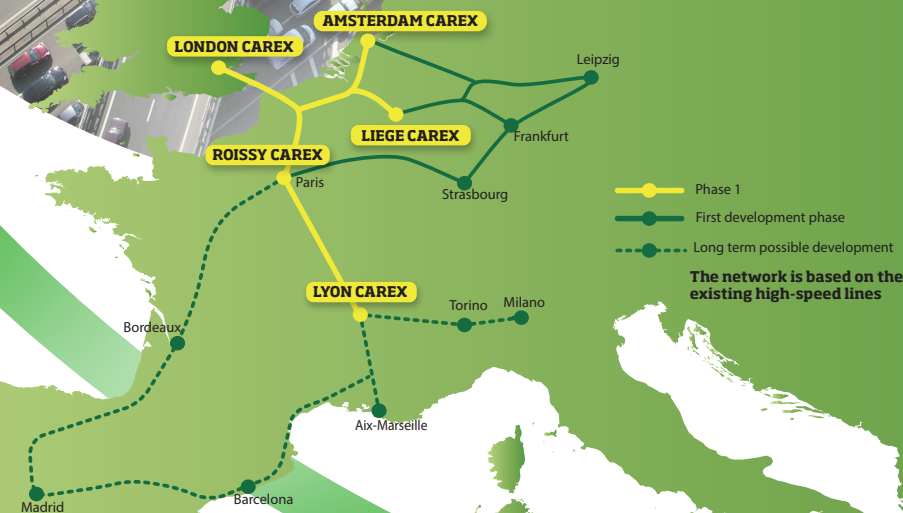 AMSTERDAM CAREX
LONDON CAREX
Leipzig
LIEGE CAREX
Frankfurt
ROISSY CAREX
Paris
Strasbourg
Phase 1
First development phase
Long term possible development
The network is based on the
existing high-speed lines
LYON CAREX
Torino
Milano
Bordeaux
Aix-Marseille
Barcelona
Madrid